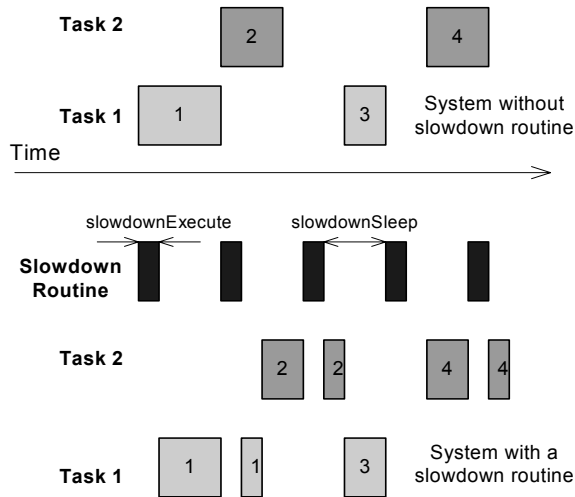 Task 2
2
4
Task 1
1
3
System without
slowdown routine
Time
slowdownExecute
slowdownSleep
Slowdown
Routine
Task 2
2
2
4
4
Task 1
1
1
3
System with a
slowdown routine